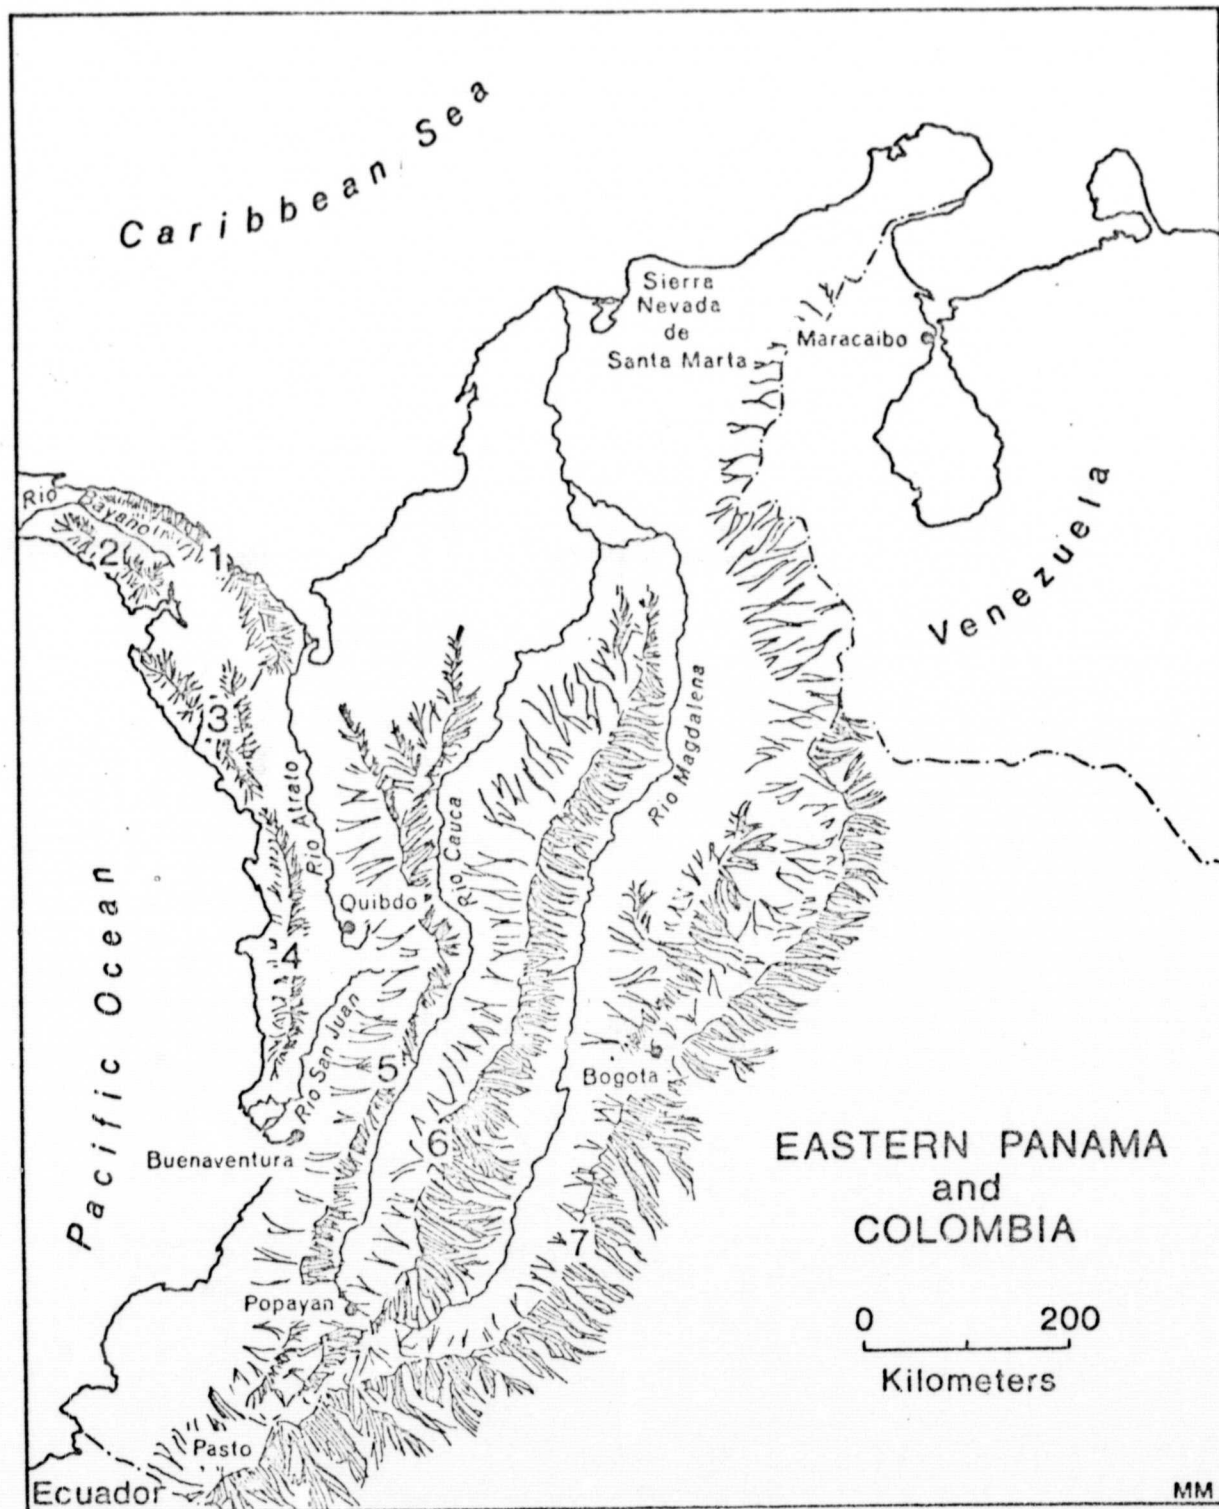 Caribbean Sea
Sierra
Nevada
de
Santa Marta
Maracaibo
Venezuela
Rio
Bayano
1
2
3
Rio Atrato
Rio Cauca
Rio Magdalena
Quibdo
4
Pacific Ocean
Rio San Juan
5
Bogota
Buenaventura
6
7
EASTERN PANAMA
and
COLOMBIA
Popayan
0 200
Kilometers
Pasto
Ecuador
MM